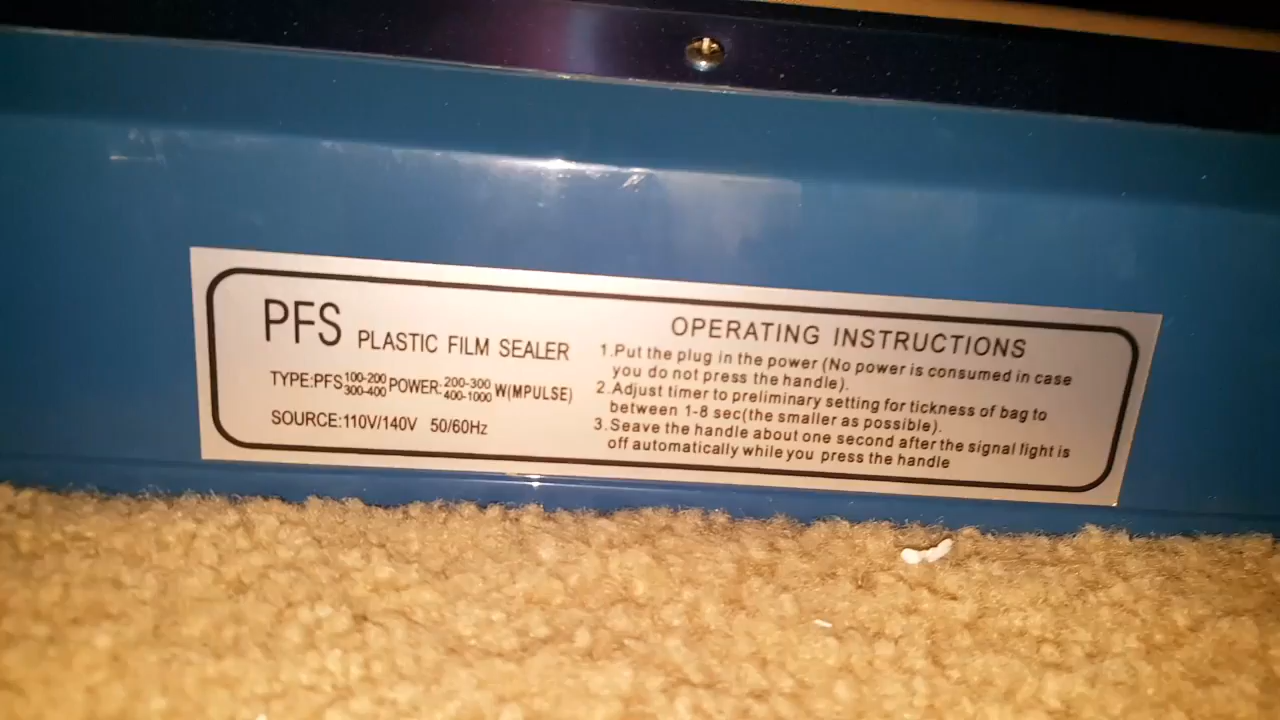 PFS PLASTIC FILM SEALER
TYPE:PFS 100-200 300-400 POWER: 200-300 400-1000 W(MPULSE)
SOURCE:110V/140V 50/60Hz
OPERATING INSTRUCTIONS
1.Put the plug in the power (No power is consumed in case
you do not press the handle).
2.Adjust timer to preliminary setting for tickness of bag to
between 1-8 sec(the smaller as possible).
3.Seave the handle about one second after the signal light is
off automatically while you press the handle